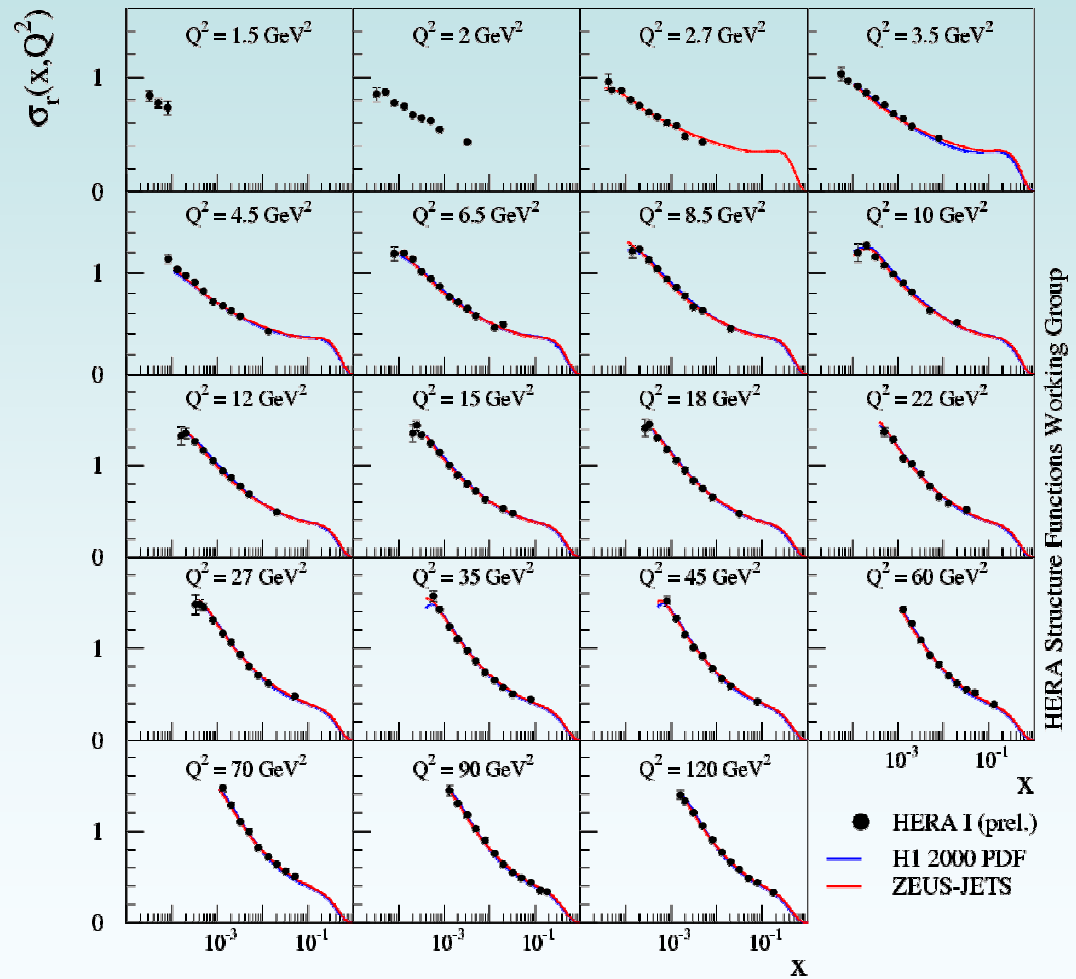 σr(x,Q²)
Q² = 1.5 GeV²
Q² = 2 GeV²
Q² = 2.7 GeV²
Q² = 3.5 GeV²
1
0
Q² = 4.5 GeV²
Q² = 6.5 GeV²
Q² = 8.5 GeV²
Q² = 10 GeV²
1
0
Q² = 12 GeV²
Q² = 15 GeV²
Q² = 18 GeV²
Q² = 22 GeV²
1
0
Q² = 27 GeV²
Q² = 35 GeV²
Q² = 45 GeV²
Q² = 60 GeV²
1
0
10⁻³ 10⁻¹
x
Q² = 70 GeV²
Q² = 90 GeV²
Q² = 120 GeV²
1
0
10⁻³ 10⁻¹
10⁻³ 10⁻¹
10⁻³ 10⁻¹
x
HERA I (prel.)
H1 2000 PDF
ZEUS-JETS
HERA Structure Functions Working Group